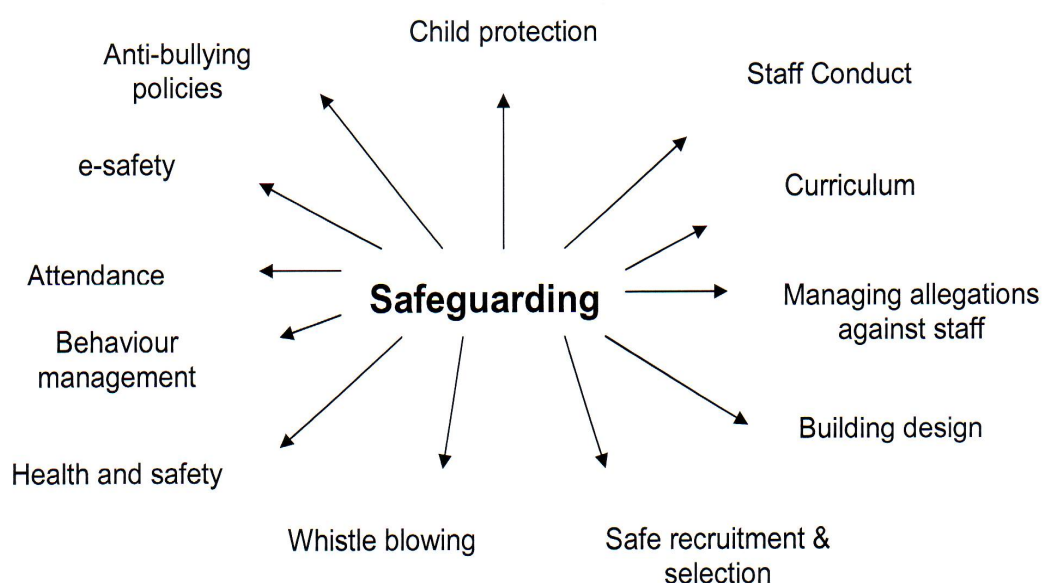 Child protection
Anti-bullying
policies
Staff Conduct
e-safety
Curriculum
Attendance
Safeguarding
Managing allegations
against staff
Behaviour
management
Building design
Health and safety
Whistle blowing
Safe recruitment &
selection